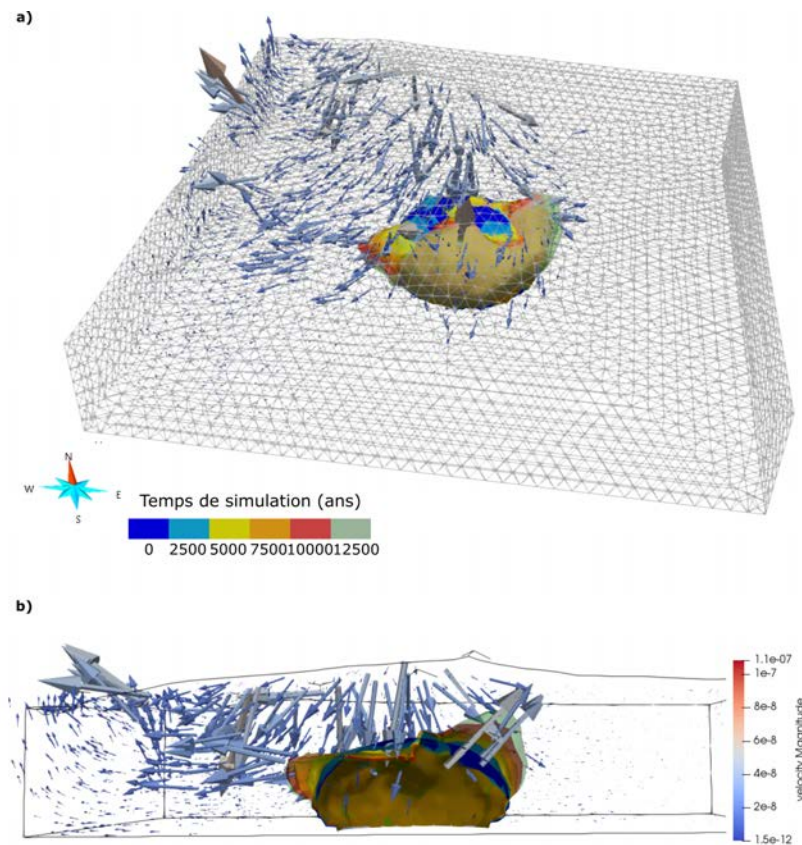 a)
N
W
E
S
Temps de simulation (ans)
0 2500 5000 7500 10000 12500
b)
1.1e-07
1e-7
8e-8
6e-8
4e-8
2e-8
1.5e-12
velocity Magnitude